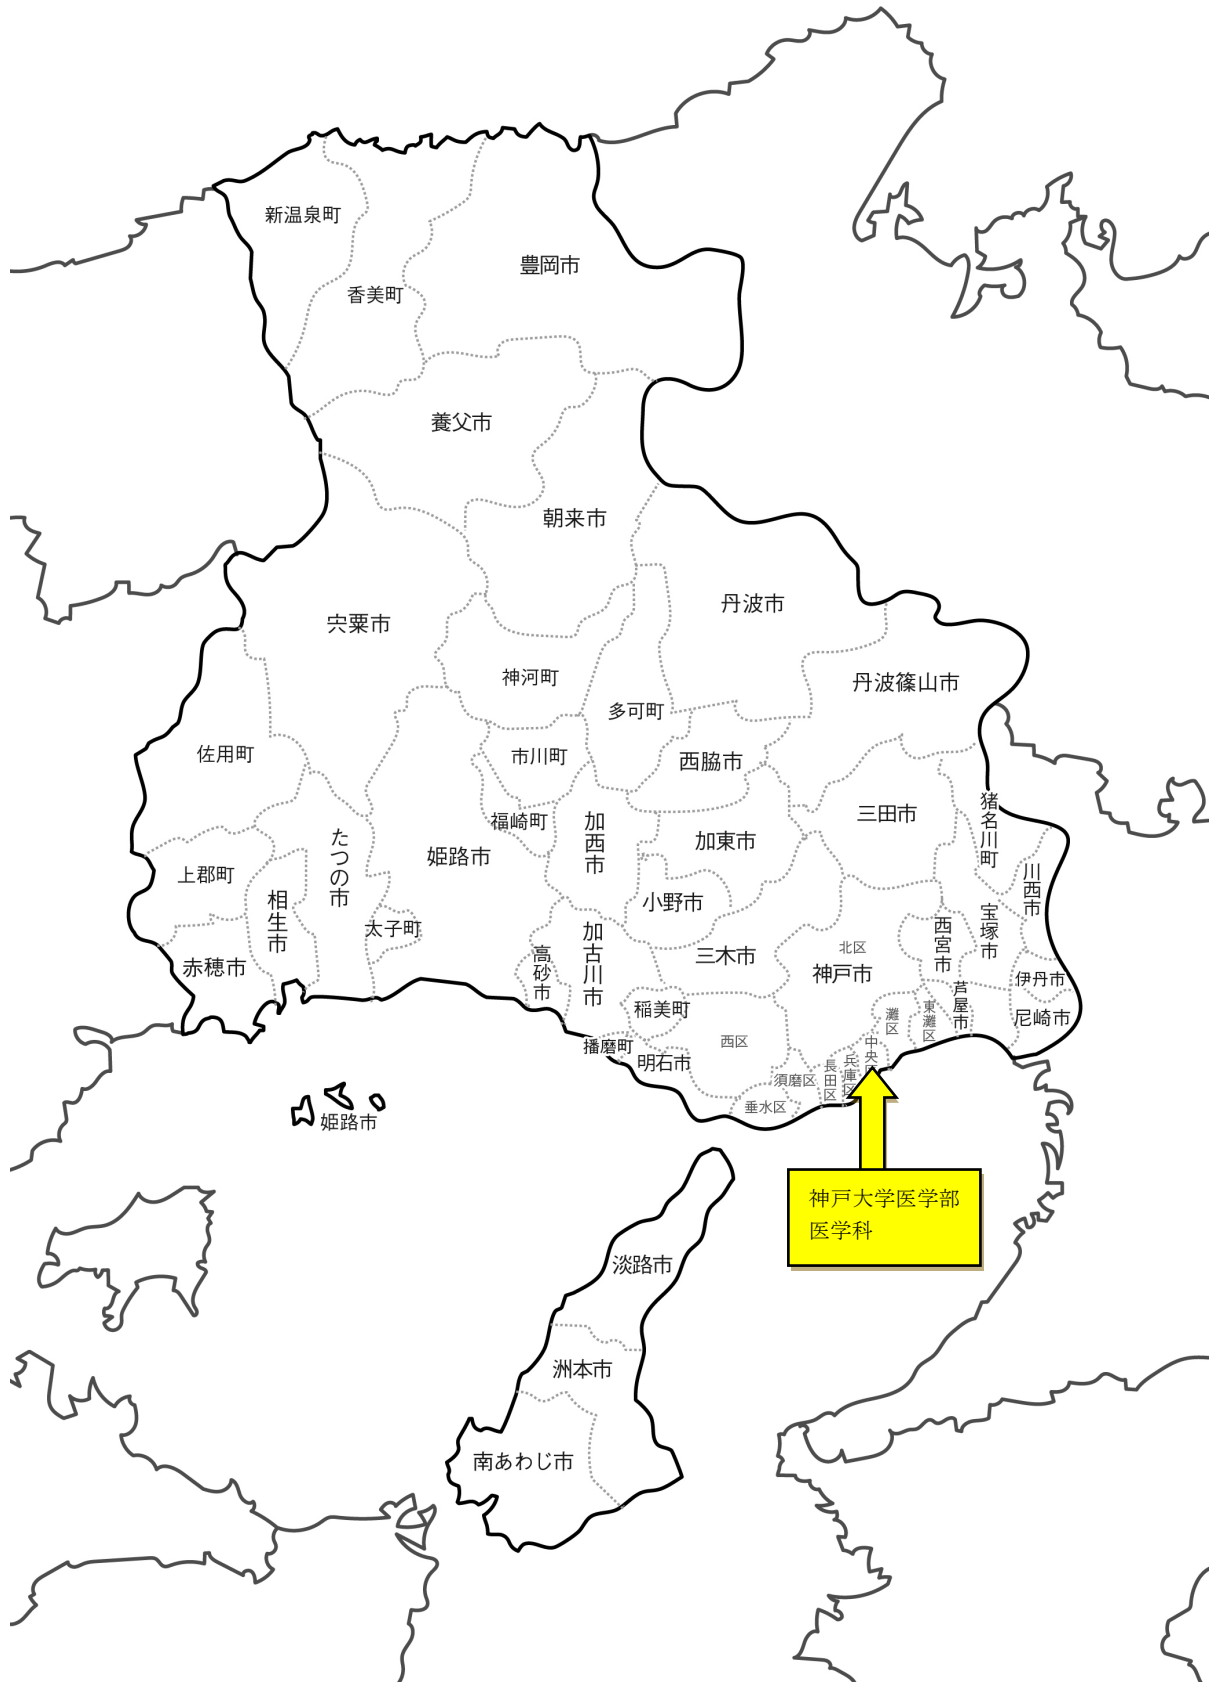 新温泉町
豊岡市
香美町
養父市
朝来市
丹波市
宍粟市
神河町
丹波篠山市
多可町
佐用町
市川町
西脇市
猪名川町
三田市
福崎町
加西市
加東市
たつの市
姫路市
上郡町
川西市
相生市
小野市
太子町
宝塚市
西宮市
加古川市
高砂市
三木市
北区
神戸市
赤穂市
伊丹市
芦屋市
稲美町
東灘区
灘区
尼崎市
西区
播磨町
中央区
明石市
兵庫区
長田区
須磨区
垂水区
姫路市
神戸大学医学部
医学科
淡路市
洲本市
南あわじ市